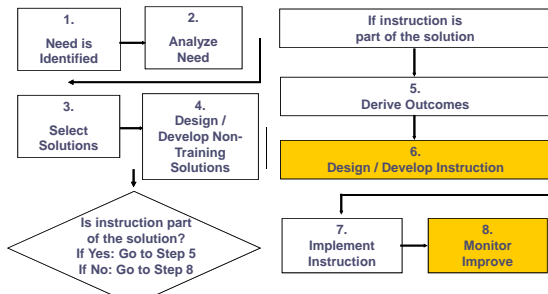 1.
Need is
Identified
2.
Analyze
Need
3.
Select
Solutions
4.
Design /
Develop Non-
Training
Solutions
Is instruction part
of the solution?
If Yes: Go to Step 5
If No: Go to Step 8
If instruction is
part of the solution
5.
Derive Outcomes
6.
Design / Develop Instruction
7.
Implement
Instruction
8.
Monitor
Improve